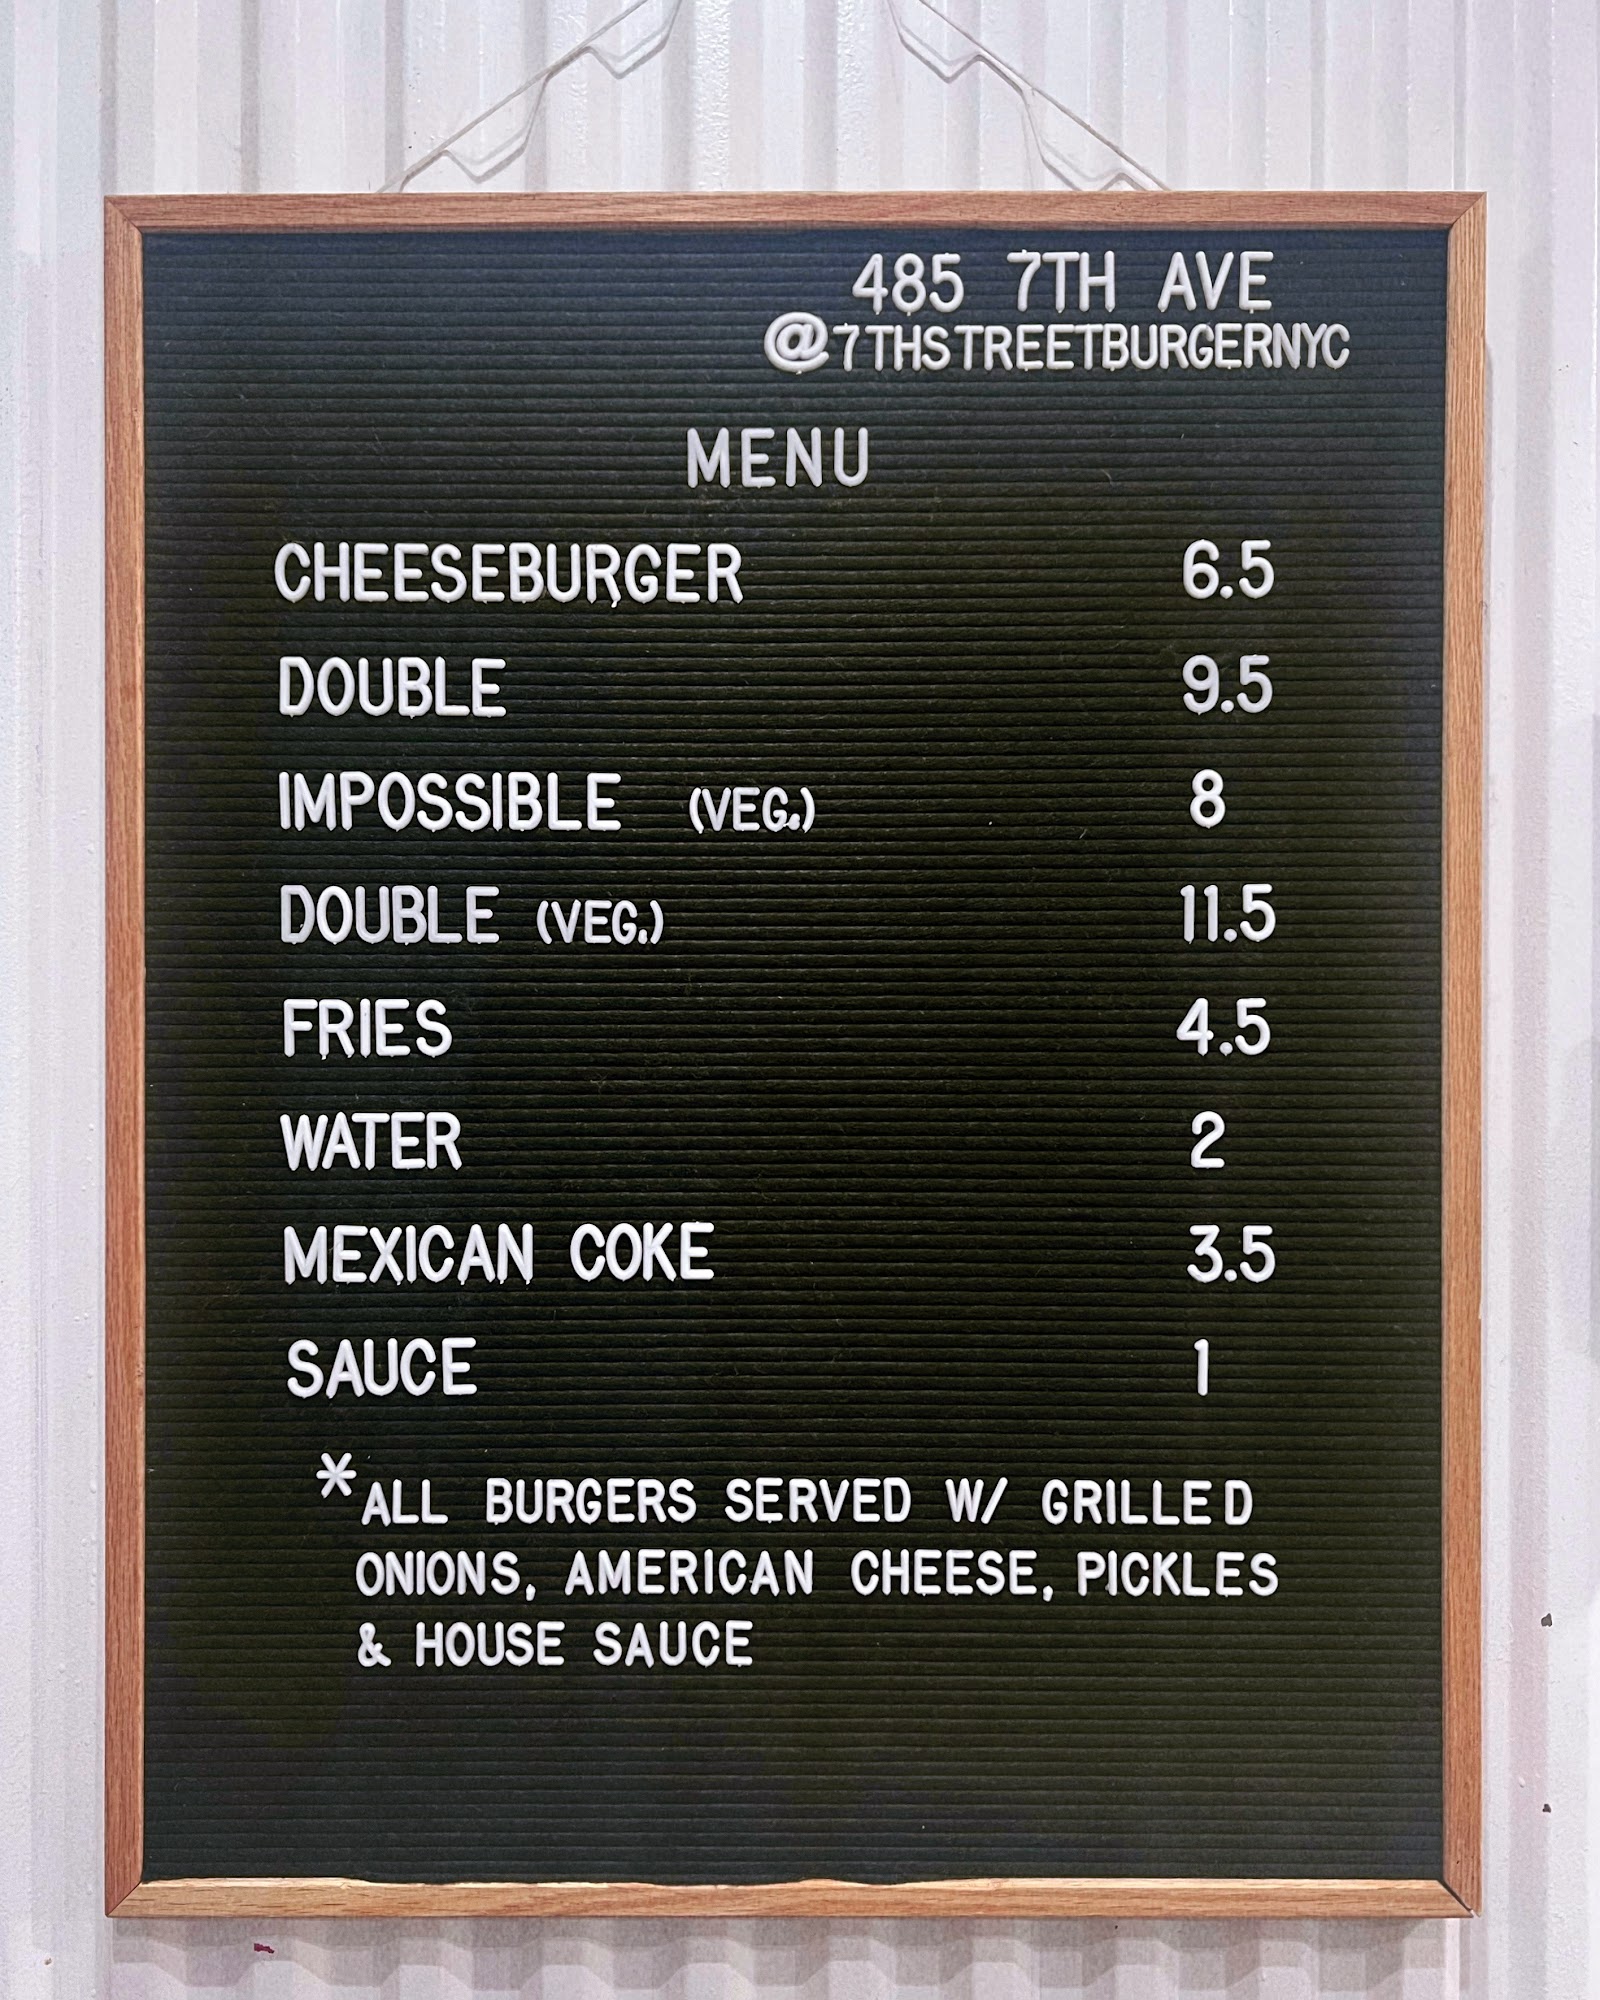 485 7TH AVE
@7THSTREETBURGERNYC
MENU
CHEESEBURGER 6.5
DOUBLE 9.5
IMPOSSIBLE (VEG.) 8
DOUBLE (VEG.) 11.5
FRIES 4.5
WATER 2
MEXICAN COKE 3.5
SAUCE 1
*ALL BURGERS SERVED W/ GRILLED
ONIONS, AMERICAN CHEESE, PICKLES
& HOUSE SAUCE